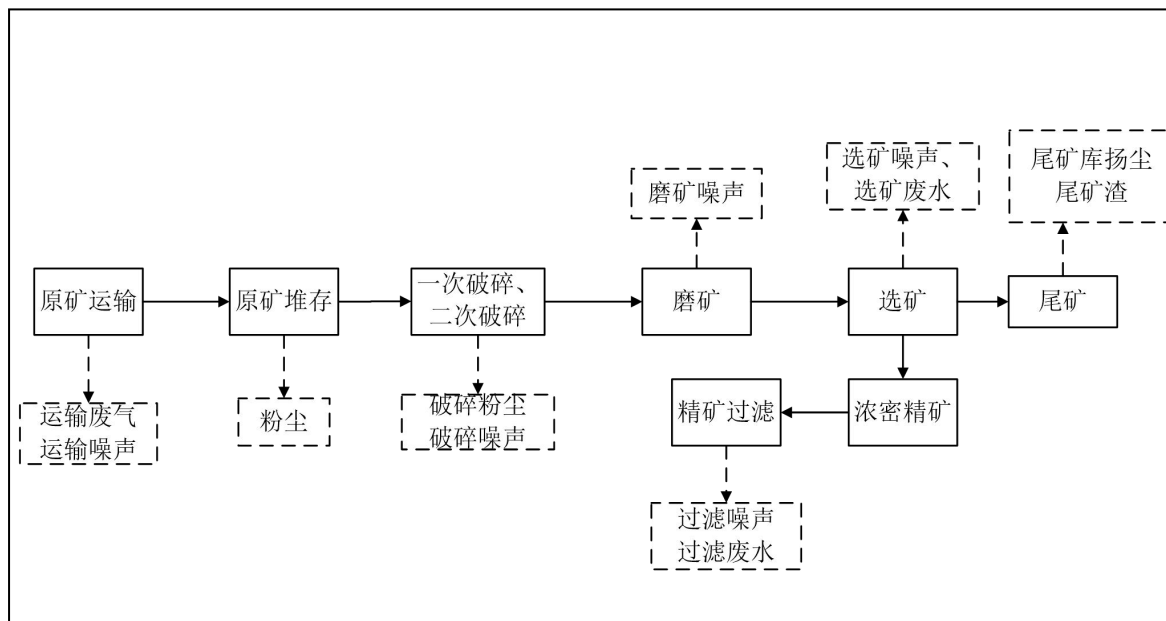 尾矿库扬尘
尾矿渣
选矿噪声、
选矿废水
磨矿噪声
原矿运输
原矿堆存
一次破碎、
二次破碎
磨矿
选矿
尾矿
运输废气
运输噪声
粉尘
破碎粉尘
破碎噪声
精矿过滤
浓密精矿
过滤噪声
过滤废水